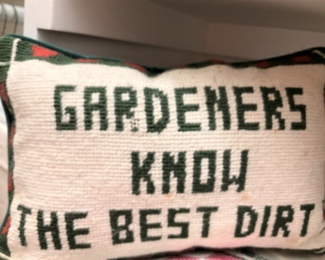 GARDENERS
KNOW
THE BEST DIRT